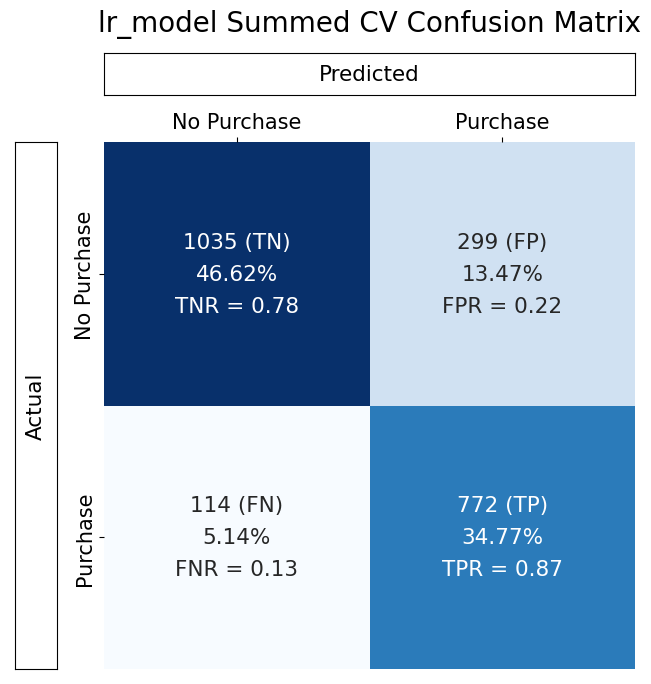 lr_model Summed CV Confusion Matrix
Predicted
No Purchase
Purchase
Actual
No Purchase
1035 (TN)
46.62%
TNR = 0.78
299 (FP)
13.47%
FPR = 0.22
Purchase
114 (FN)
5.14%
FNR = 0.13
772 (TP)
34.77%
TPR = 0.87